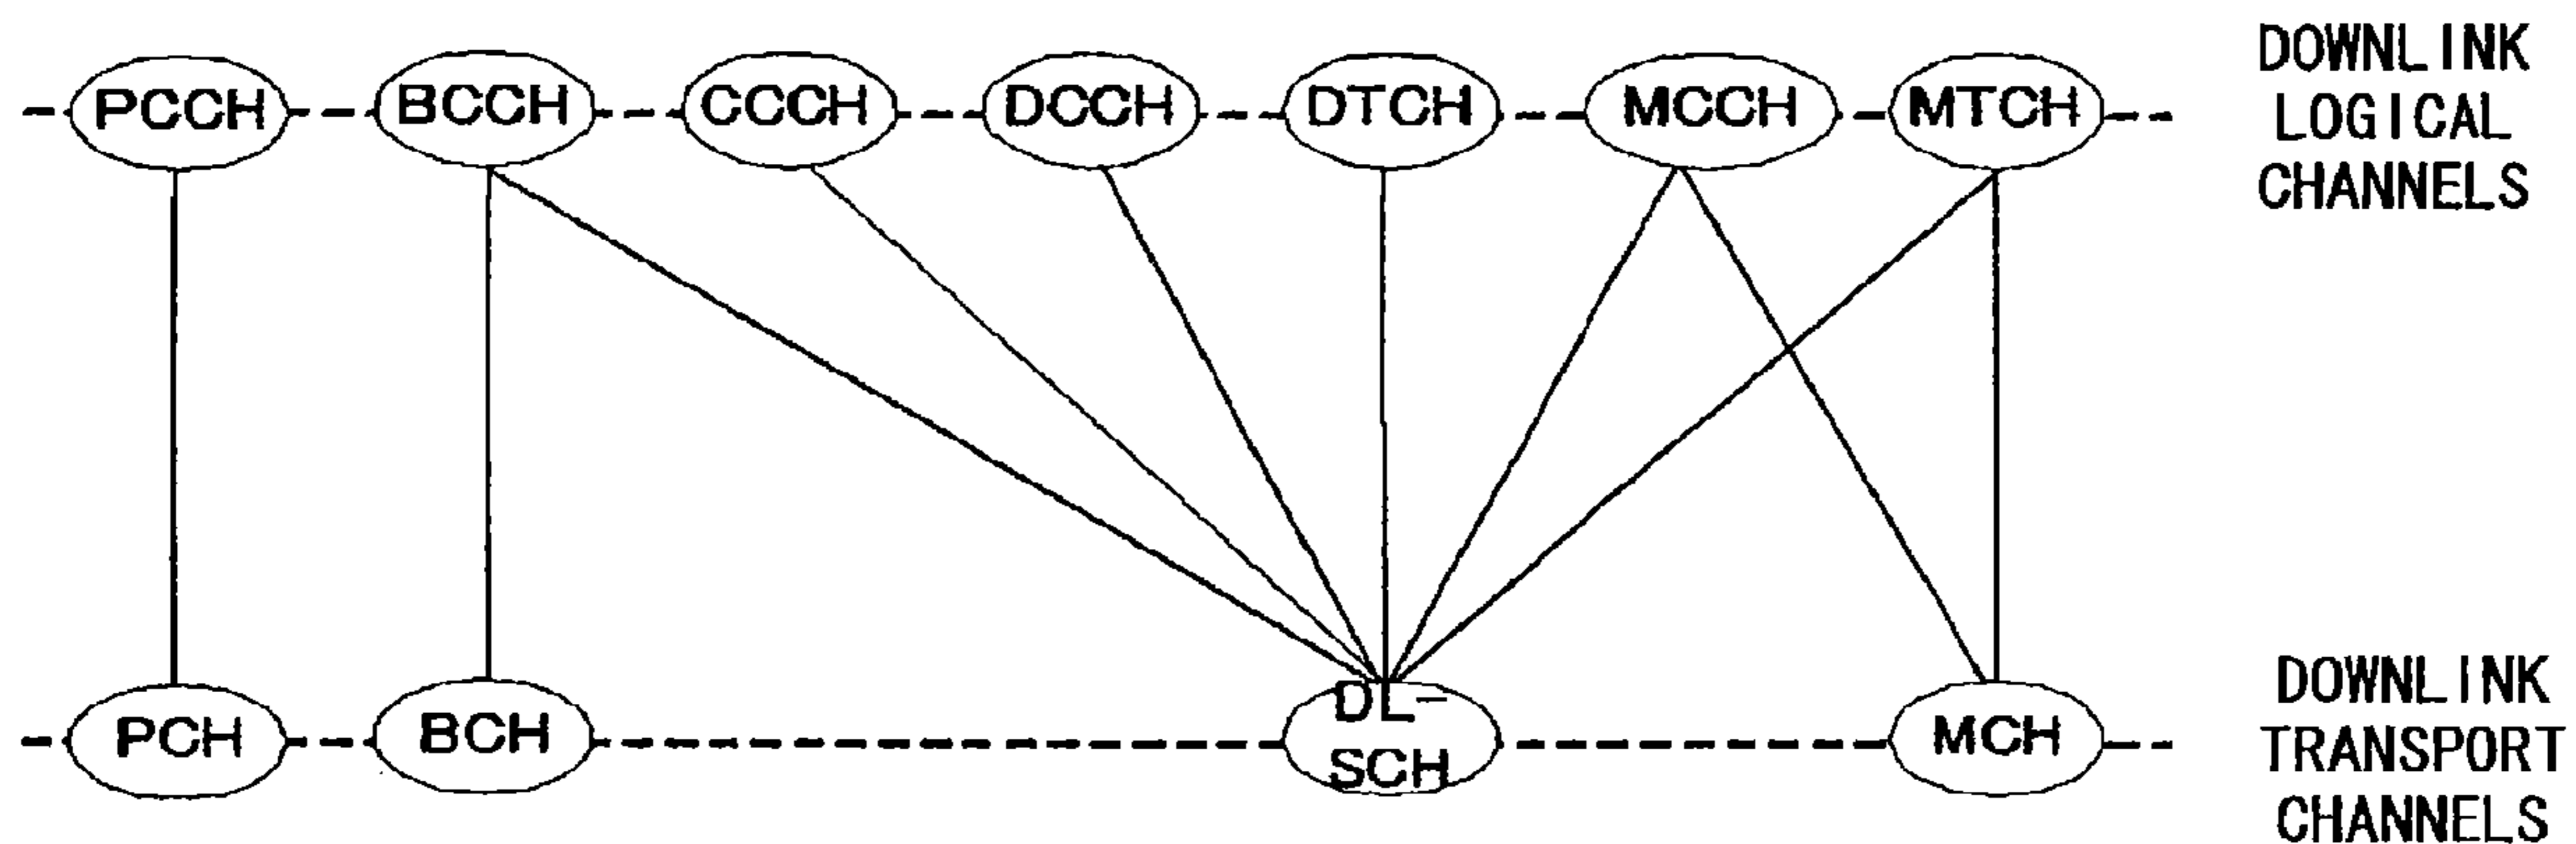 PCCH BCCH CCCH DCCH DTCH MCCH MTCH
DOWNLINK
LOGICAL
CHANNELS
PCH BCH DL-
SCH MCH
DOWNLINK
TRANSPORT
CHANNELS